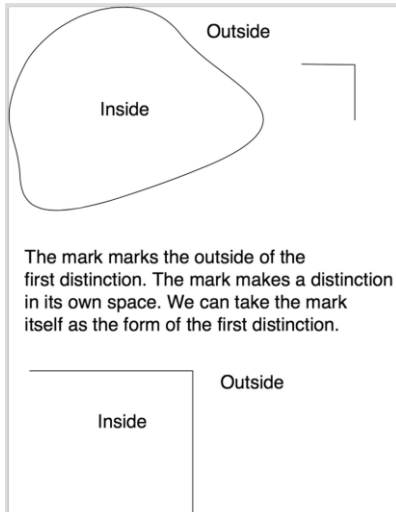 Outside
Inside
The mark marks the outside of the
first distinction. The mark makes a distinction
in its own space. We can take the mark
itself as the form of the first distinction.
Outside
Inside